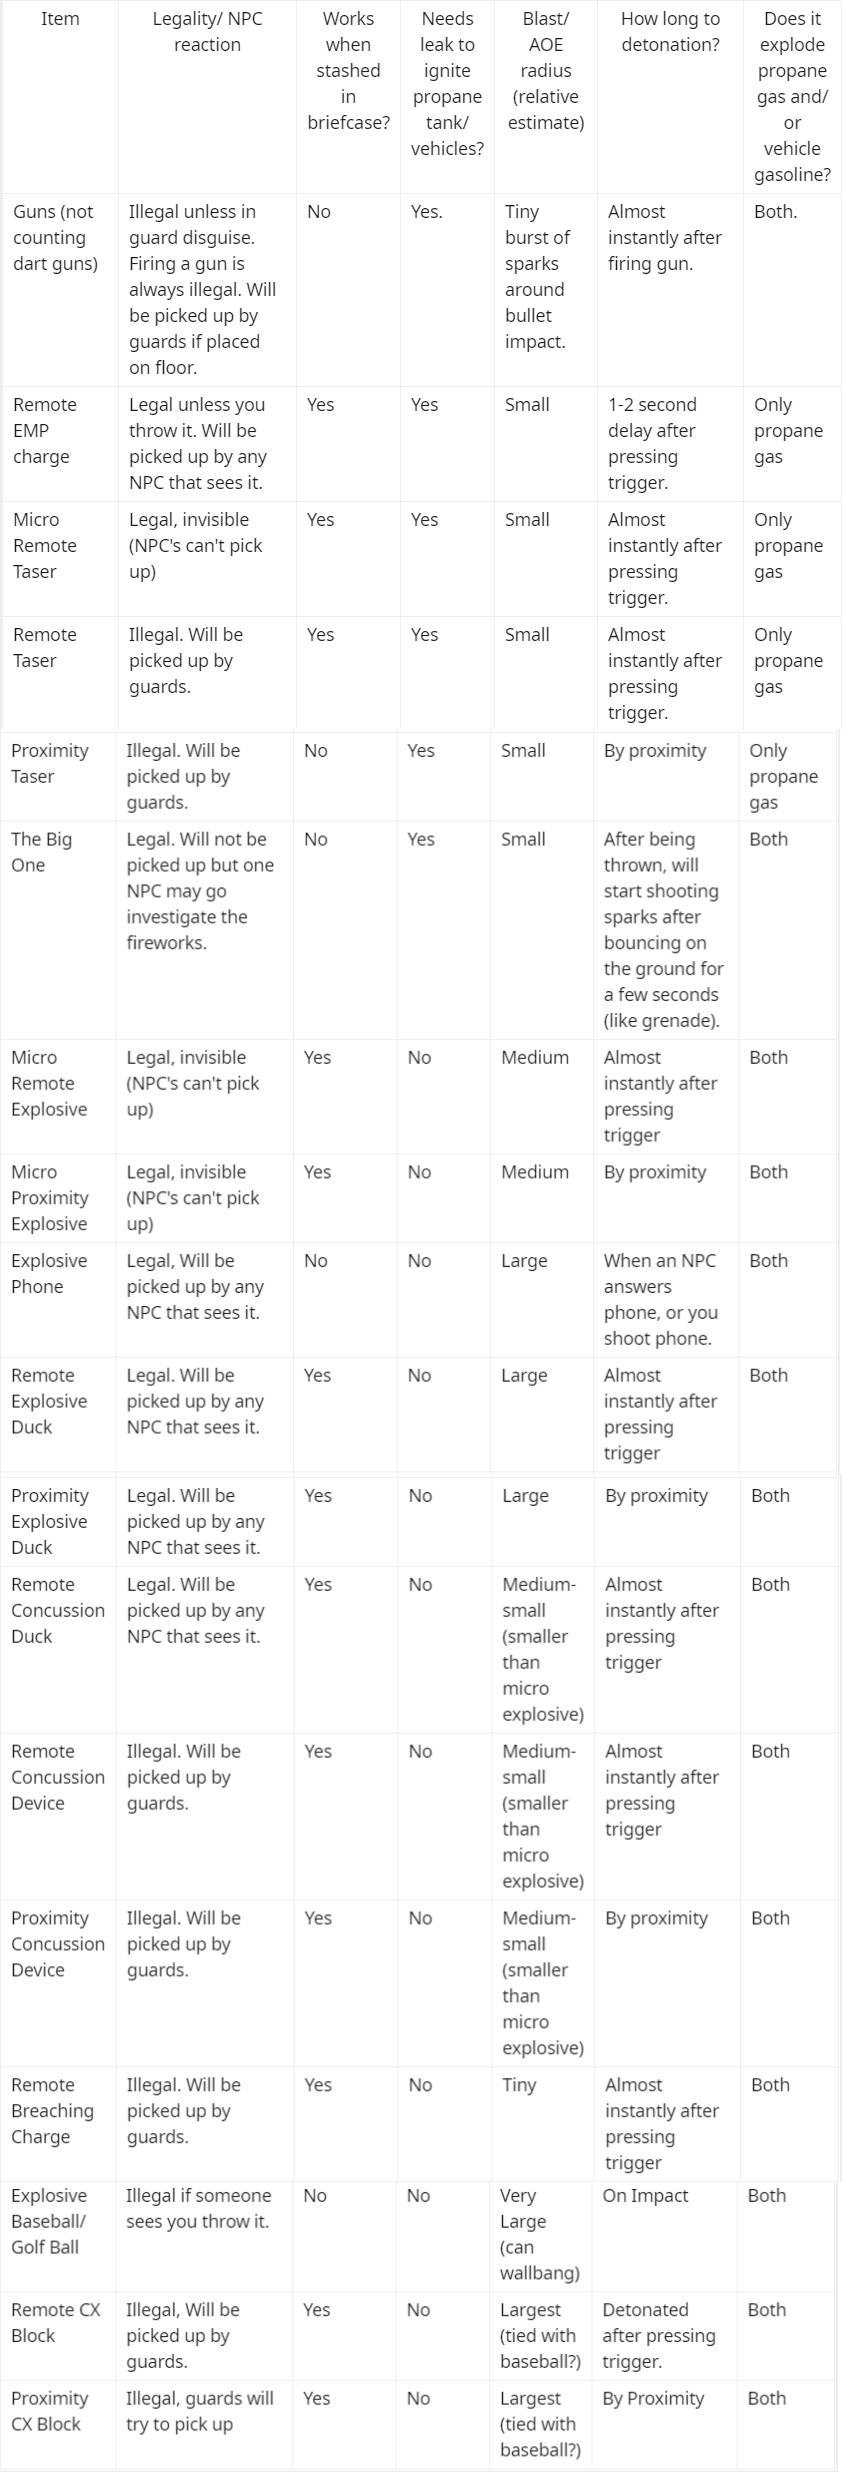 Item
Legality/ NPC
reaction
Works
when
stashed
in
briefcase?
Needs
leak to
ignite
propane
tank/
vehicles?
Blast/
AOE
radius
(relative
estimate)
How long to
detonation?
Does it
explode
propane
gas and/
or
vehicle
gasoline?
Guns (not
counting
dart guns)
Illegal unless in
guard disguise.
Firing a gun is
always illegal. Will
be picked up by
guards if placed
on floor.
No
Yes.
Tiny
burst of
sparks
around
bullet
impact.
Almost
instantly after
firing gun.
Both.
Remote
EMP
charge
Legal unless you
throw it. Will be
picked up by any
NPC that sees it.
Yes
Yes
Small
1-2 second
delay after
pressing
trigger.
Only
propane
gas
Micro
Remote
Taser
Legal, invisible
(NPC's can't pick
up)
Yes
Yes
Small
Almost
instantly after
pressing
trigger.
Only
propane
gas
Remote
Taser
Illegal. Will be
picked up by
guards.
Yes
Yes
Small
Almost
instantly after
pressing
trigger.
Only
propane
gas
Proximity
Taser
Illegal. Will be
picked up by
guards.
No
Yes
Small
By proximity
Only
propane
gas
The Big
One
Legal. Will not be
picked up but one
NPC may go
investigate the
fireworks.
No
Yes
Small
After being
thrown, will
start shooting
sparks after
bouncing on
the ground for
a few seconds
(like grenade).
Both
Micro
Remote
Explosive
Legal, invisible
(NPC's can't pick
up)
Yes
No
Medium
Almost
instantly after
pressing
trigger
Both
Micro
Proximity
Explosive
Legal, invisible
(NPC's can't pick
up)
Yes
No
Medium
By proximity
Both
Explosive
Phone
Legal, Will be
picked up by any
NPC that sees it.
No
No
Large
When an NPC
answers
phone, or you
shoot phone.
Both
Remote
Explosive
Duck
Legal. Will be
picked up by any
NPC that sees it.
Yes
No
Large
Almost
instantly after
pressing
trigger
Both
Proximity
Explosive
Duck
Legal. Will be
picked up by any
NPC that sees it.
Yes
No
Large
By proximity
Both
Remote
Concussion
Duck
Legal. Will be
picked up by any
NPC that sees it.
Yes
No
Medium-
small
(smaller
than
micro
explosive)
Almost
instantly after
pressing
trigger
Both
Remote
Concussion
Device
Illegal. Will be
picked up by
guards.
Yes
No
Medium-
small
(smaller
than
micro
explosive)
Almost
instantly after
pressing
trigger
Both
Proximity
Concussion
Device
Illegal. Will be
picked up by
guards.
Yes
No
Medium-
small
(smaller
than
micro
explosive)
By proximity
Both
Remote
Breaching
Charge
Illegal. Will be
picked up by
guards.
Yes
No
Tiny
Almost
instantly after
pressing
trigger
Both
Explosive
Baseball/
Golf Ball
Illegal if someone
sees you throw it.
No
No
Very
Large
(can
wallbang)
On Impact
Both
Remote CX
Block
Illegal, Will be
picked up by
guards.
Yes
No
Largest
(tied with
baseball?)
Detonated
after pressing
trigger.
Both
Proximity
CX Block
Illegal, guards will
try to pick up
Yes
No
Largest
(tied with
baseball?)
By Proximity
Both